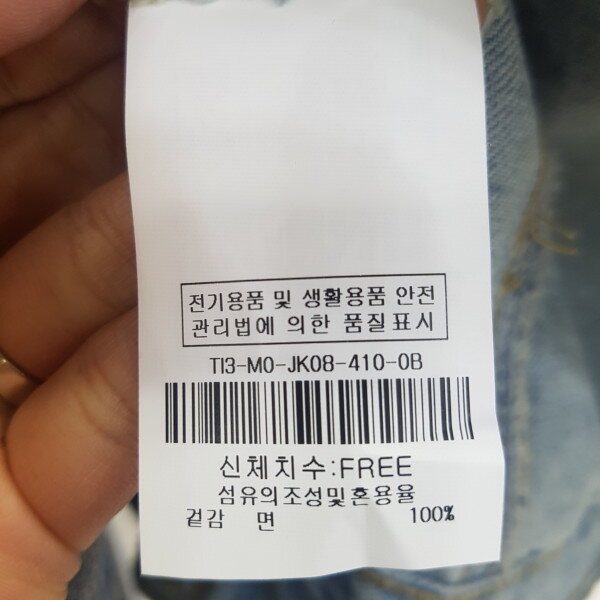 전기용품 및 생활용품 안전
관리법에 의한 품질표시
TI3-M0-JK08-410-0B
신체치수:FREE
섬유의조성및혼용율
겉감 면 100%